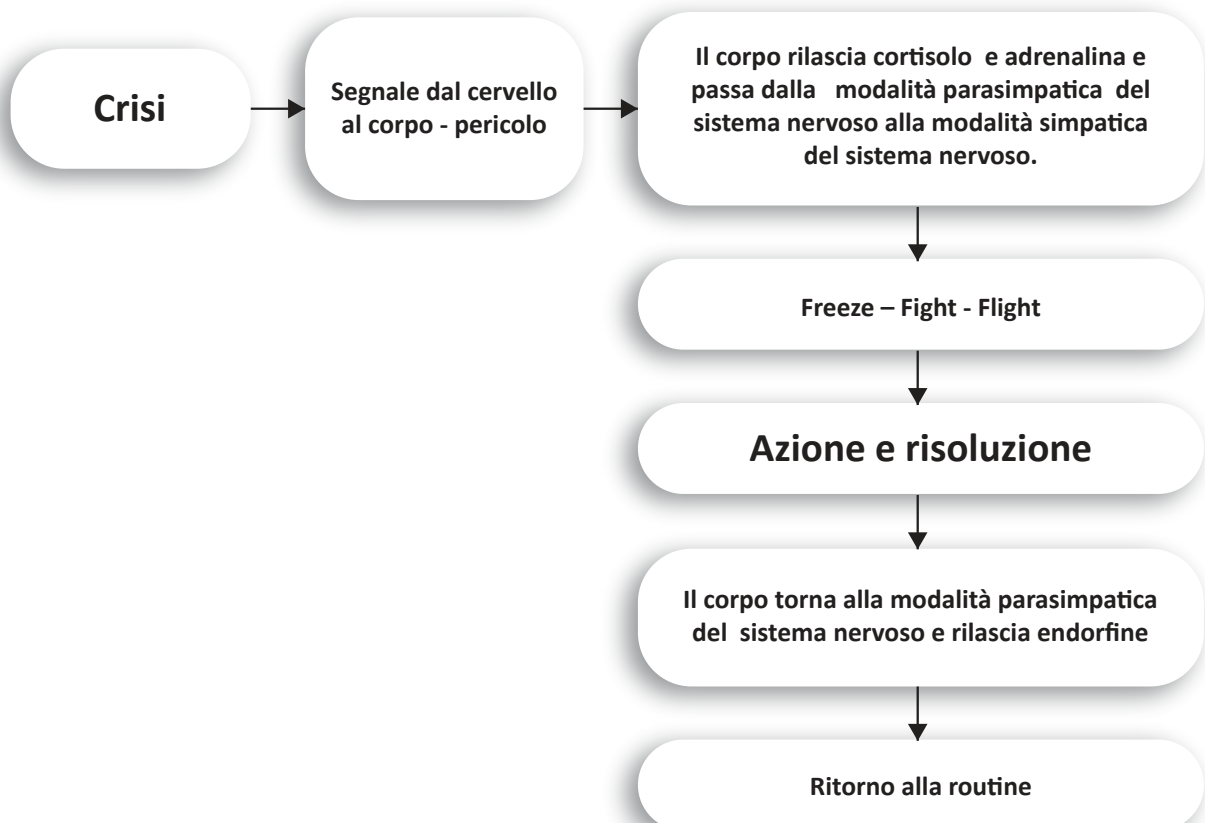 Crisi
Segnale dal cervello
al corpo - pericolo
Il corpo rilascia cortisolo e adrenalina e
passa dalla modalità parasimpatica del
sistema nervoso alla modalità simpatica
del sistema nervoso.
Freeze – Fight - Flight
Azione e risoluzione
Il corpo torna alla modalità parasimpatica
del sistema nervoso e rilascia endorfine
Ritorno alla routine